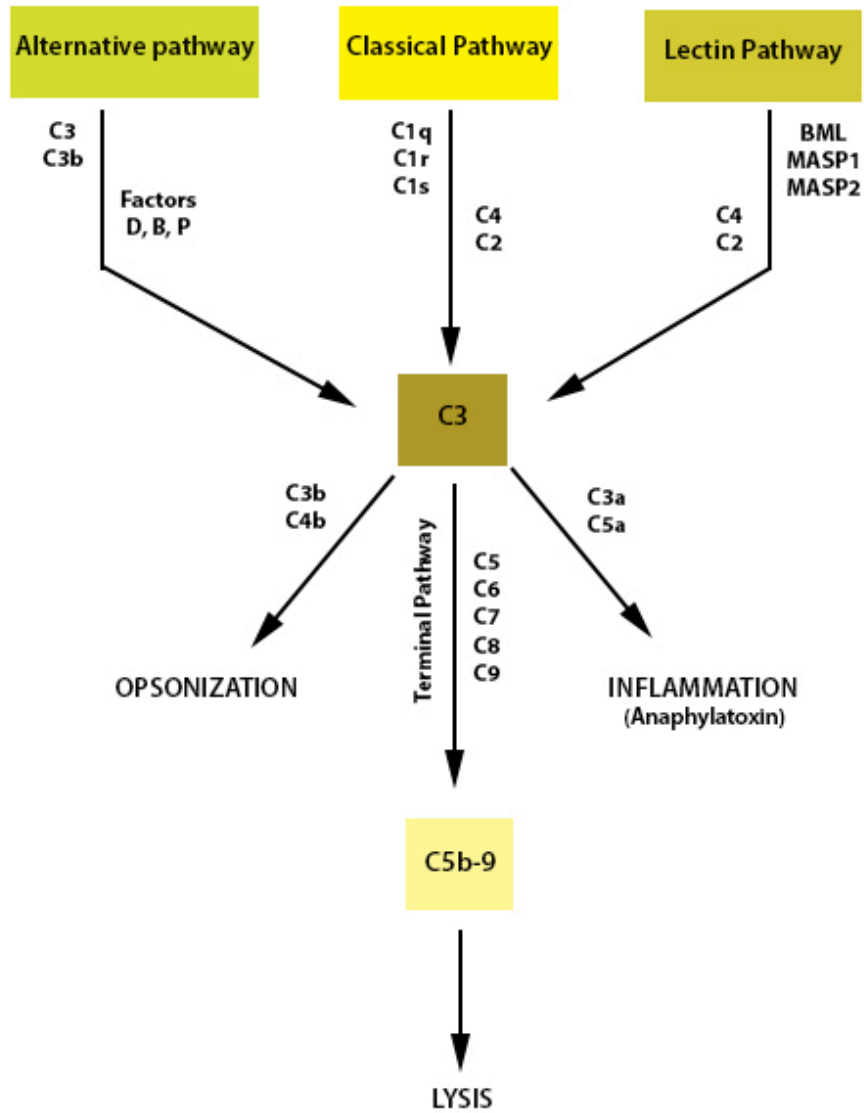 Alternative pathway
Classical Pathway
Lectin Pathway
C3
C3b
Factors
D, B, P
C1q
C1r
C1s
C4
C2
BML
MASP1
MASP2
C4
C2
C3
C3b
C4b
Terminal Pathway
C5
C6
C7
C8
C9
C3a
C5a
OPSONIZATION
INFLAMMATION
(Anaphylatoxin)
C5b-9
LYSIS